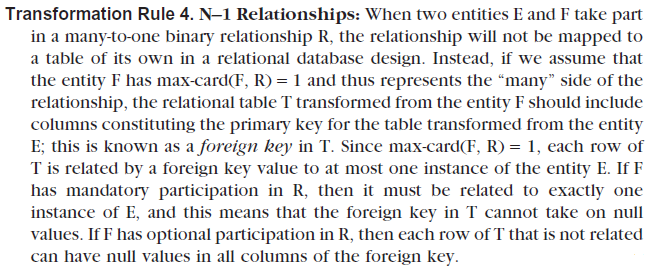 Transformation Rule 4. N–1 Relationships: When two entities E and F take part
in a many-to-one binary relationship R, the relationship will not be mapped to
a table of its own in a relational database design. Instead, if we assume that
the entity F has max-card(F, R) = 1 and thus represents the “many” side of the
relationship, the relational table T transformed from the entity F should include
columns constituting the primary key for the table transformed from the entity
E; this is known as a foreign key in T. Since max-card(F, R) = 1, each row of
T is related by a foreign key value to at most one instance of the entity E. If F
has mandatory participation in R, then it must be related to exactly one
instance of E, and this means that the foreign key in T cannot take on null
values. If F has optional participation in R, then each row of T that is not related
can have null values in all columns of the foreign key.